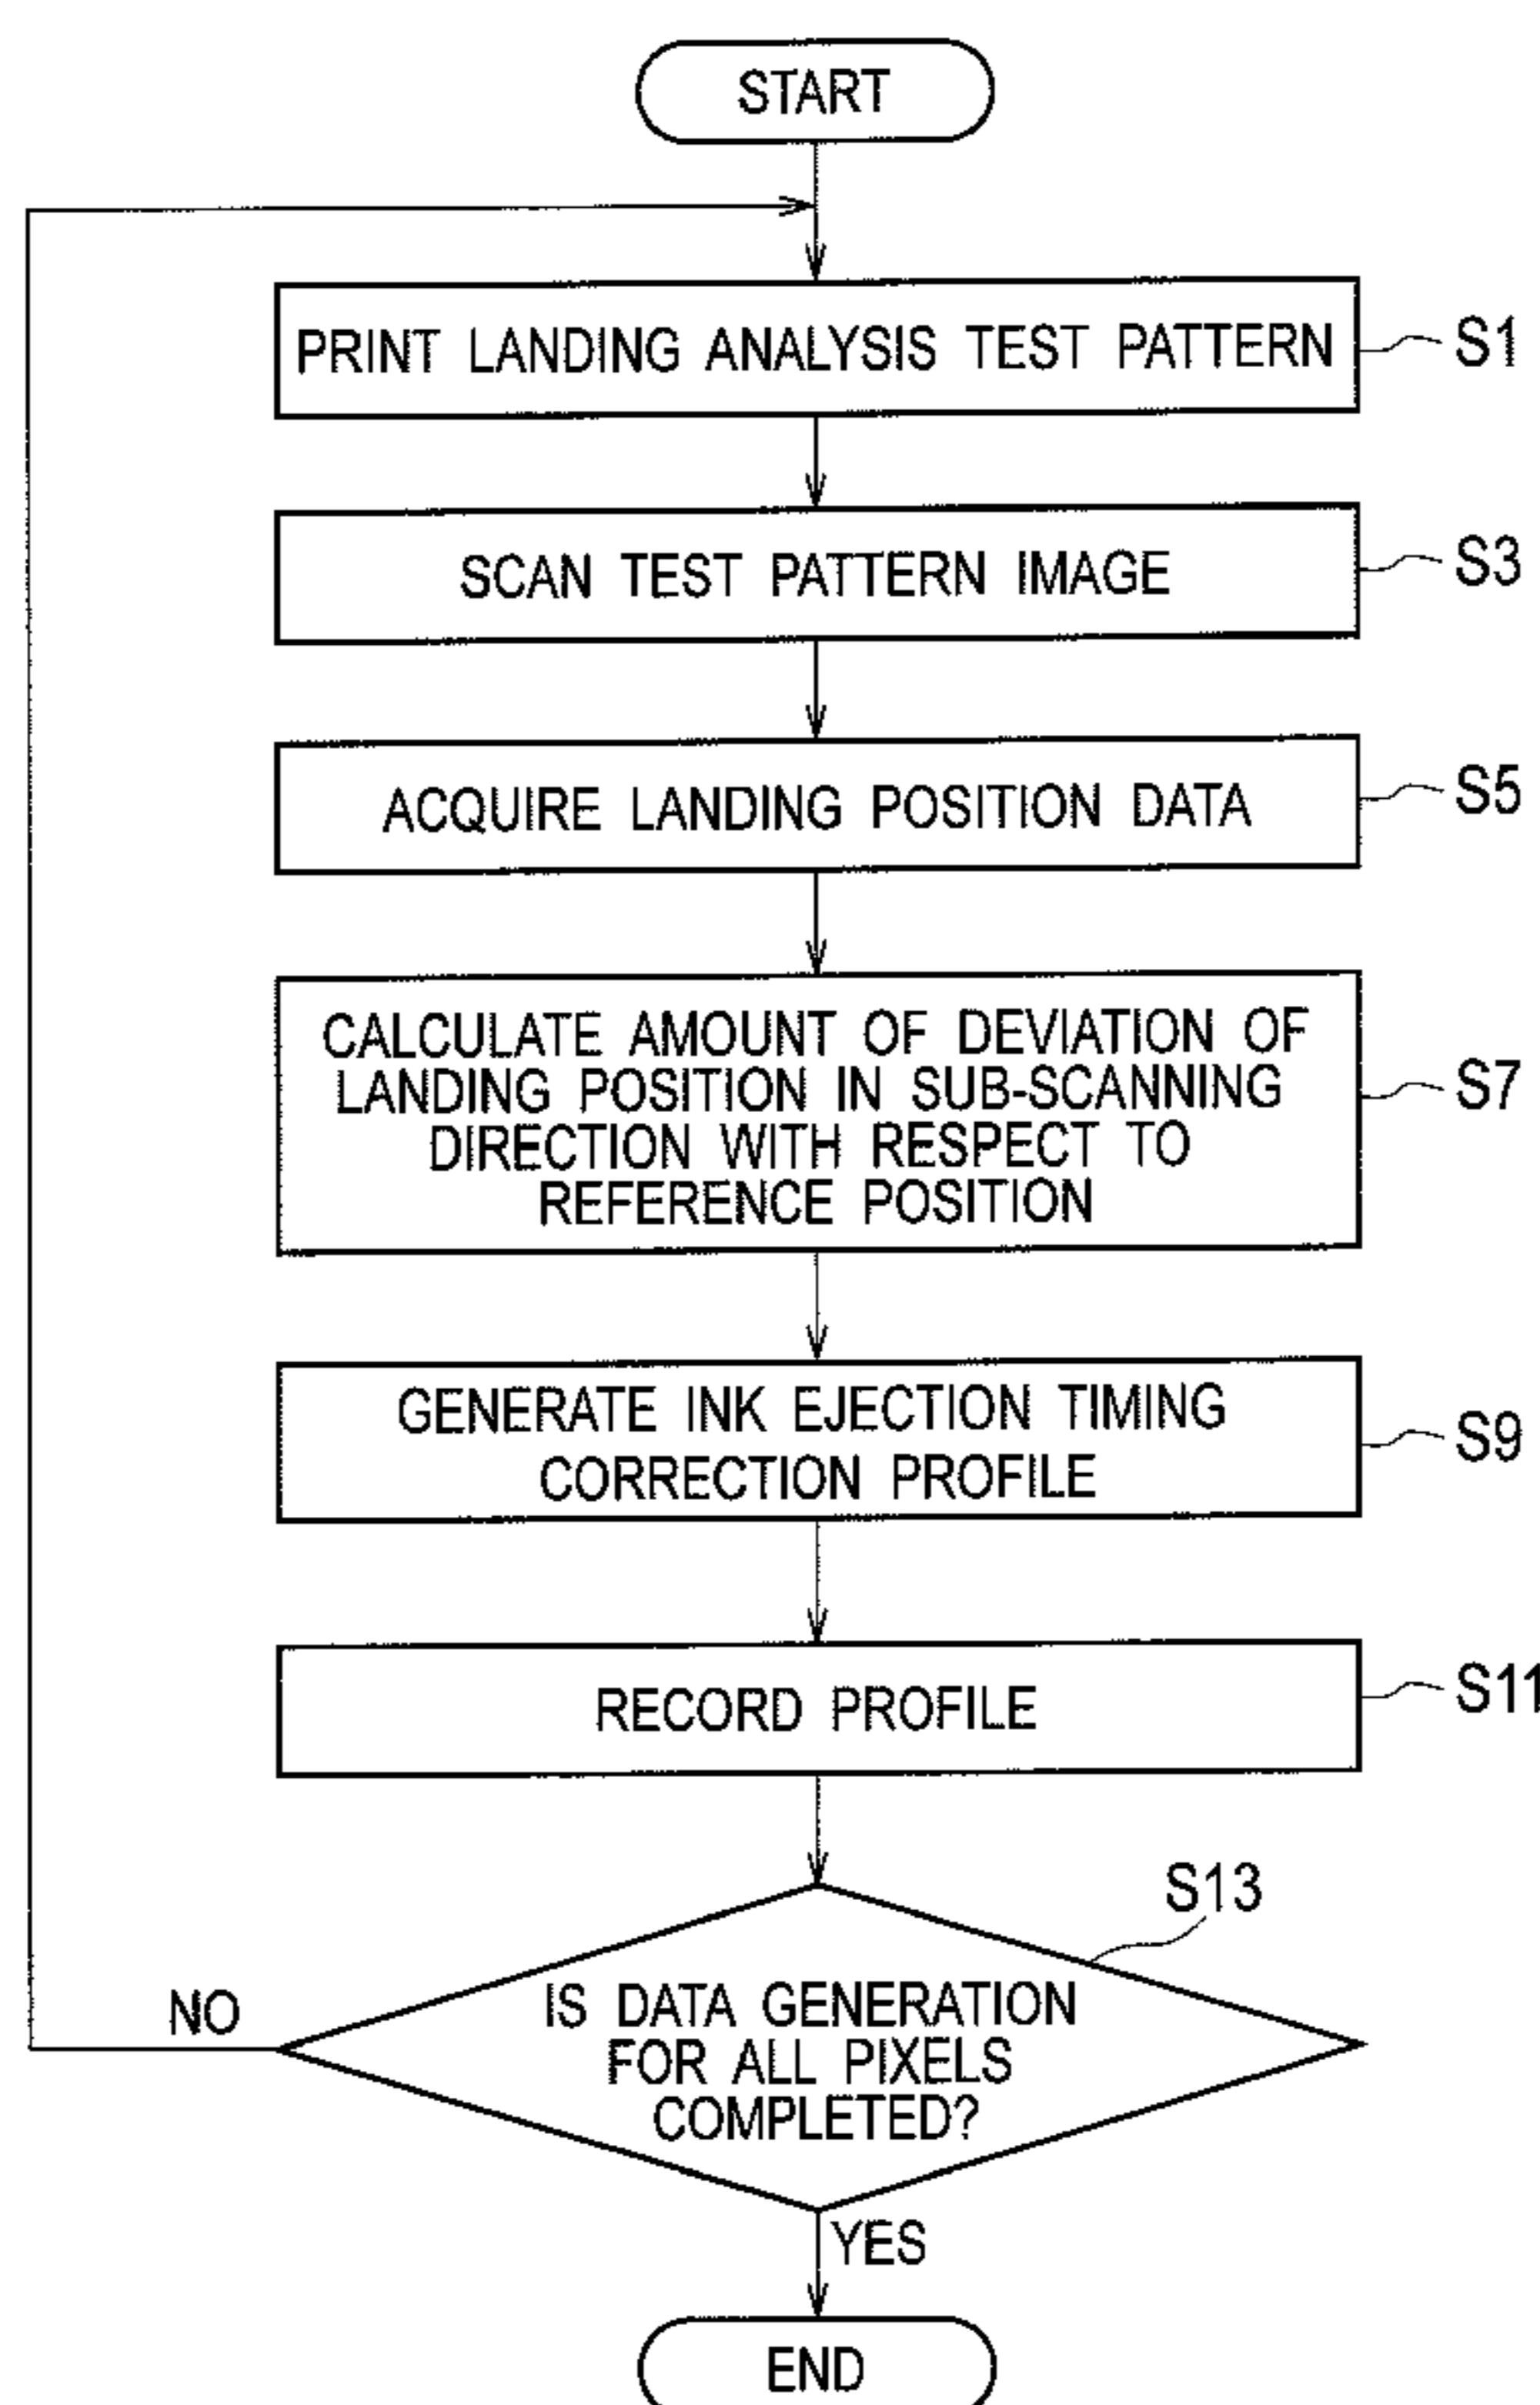 START
PRINT LANDING ANALYSIS TEST PATTERN
S1
SCAN TEST PATTERN IMAGE
S3
ACQUIRE LANDING POSITION DATA
S5
CALCULATE AMOUNT OF DEVIATION OF
LANDING POSITION IN SUB-SCANNING
DIRECTION WITH RESPECT TO
REFERENCE POSITION
S7
GENERATE INK EJECTION TIMING
CORRECTION PROFILE
S9
RECORD PROFILE
S11
S13
IS DATA GENERATION
FOR ALL PIXELS
COMPLETED?
NO
YES
END